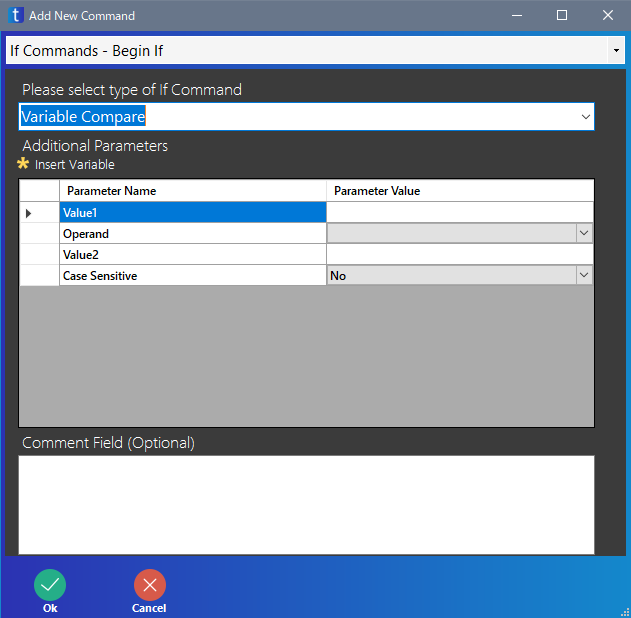 t Add New Command
If Commands - Begin If
Please select type of If Command
Variable Compare
Additional Parameters
Insert Variable
Parameter Name Parameter Value
Value1
Operand
Value2
Case Sensitive No
Comment Field (Optional)
Ok Cancel